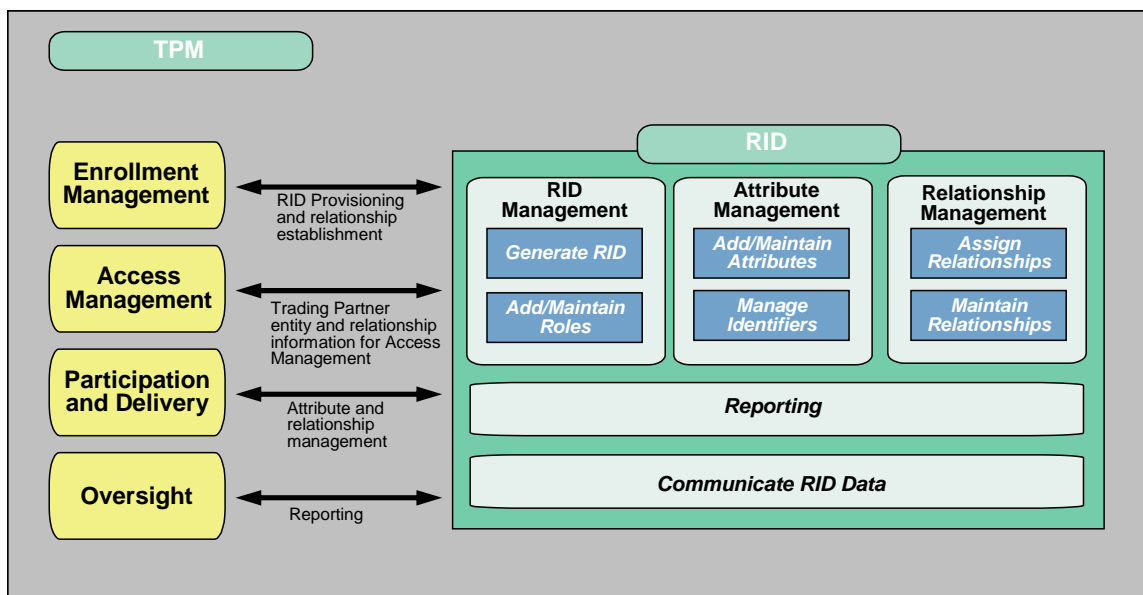 TPM
Enrollment
Management
RID Provisioning
and relationship
establishment
Access
Management
Trading Partner
entity and relationship
information for Access
Management
Participation
and Delivery
Attribute and
relationship
management
Oversight
Reporting
RID
RID
Management
Generate RID
Add/Maintain
Roles
Attribute
Management
Add/Maintain
Attributes
Manage
Identifiers
Relationship
Management
Assign
Relationships
Maintain
Relationships
Reporting
Communicate RID Data